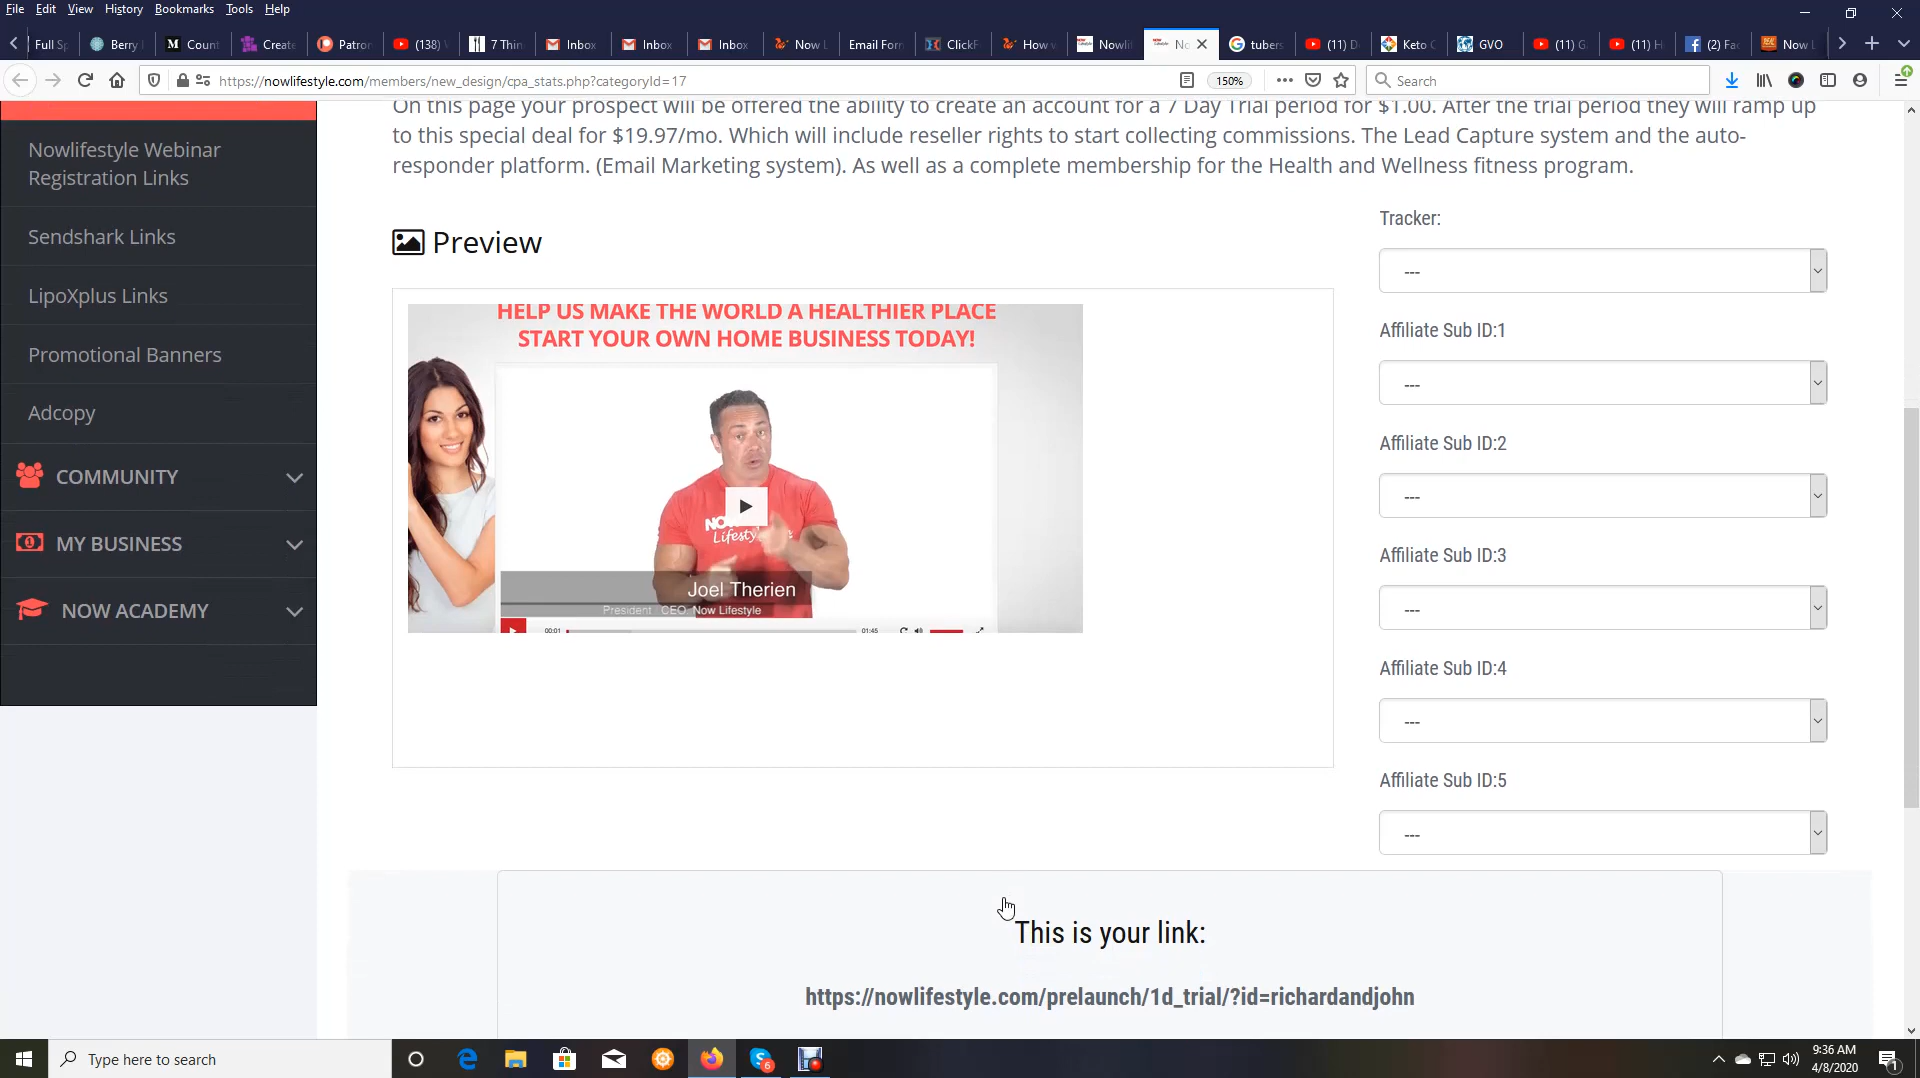 File Edit View History Bookmarks Tools Help
Full Sp Berry Count Create Patron (138) 7 Thin Inbox Inbox Inbox Now L Email Form ClickF How Nowlif No tubers (11) D Keto C GVO (11) G (11) H (2) Fac Now L
https://nowlifestyle.com/members/new_design/cpa_stats.php?categoryId=17 150% Search
On this page your prospect will be offered the ability to create an account for a 7 Day Trial period for $1.00. After the trial period they will ramp up
to this special deal for $19.97/mo. Which will include reseller rights to start collecting commissions. The Lead Capture system and the auto-
responder platform. (Email Marketing system). As well as a complete membership for the Health and Wellness fitness program.
Nowlifestyle Webinar
Registration Links
Sendshark Links
LipoXplus Links
Promotional Banners
Adcopy
COMMUNITY
MY BUSINESS
NOW ACADEMY
Preview
HELP US MAKE THE WORLD A HEALTHIER PLACE
START YOUR OWN HOME BUSINESS TODAY!
NOW
Lifestyle
Joel Therien
President CEO, Now Lifestyle
00:01 01:45
Tracker:
---
Affiliate Sub ID:1
---
Affiliate Sub ID:2
---
Affiliate Sub ID:3
---
Affiliate Sub ID:4
---
Affiliate Sub ID:5
---
This is your link:
https://nowlifestyle.com/prelaunch/1d_trial/?id=richardandjohn
Type here to search
6
9:36 AM
4/8/2020
1